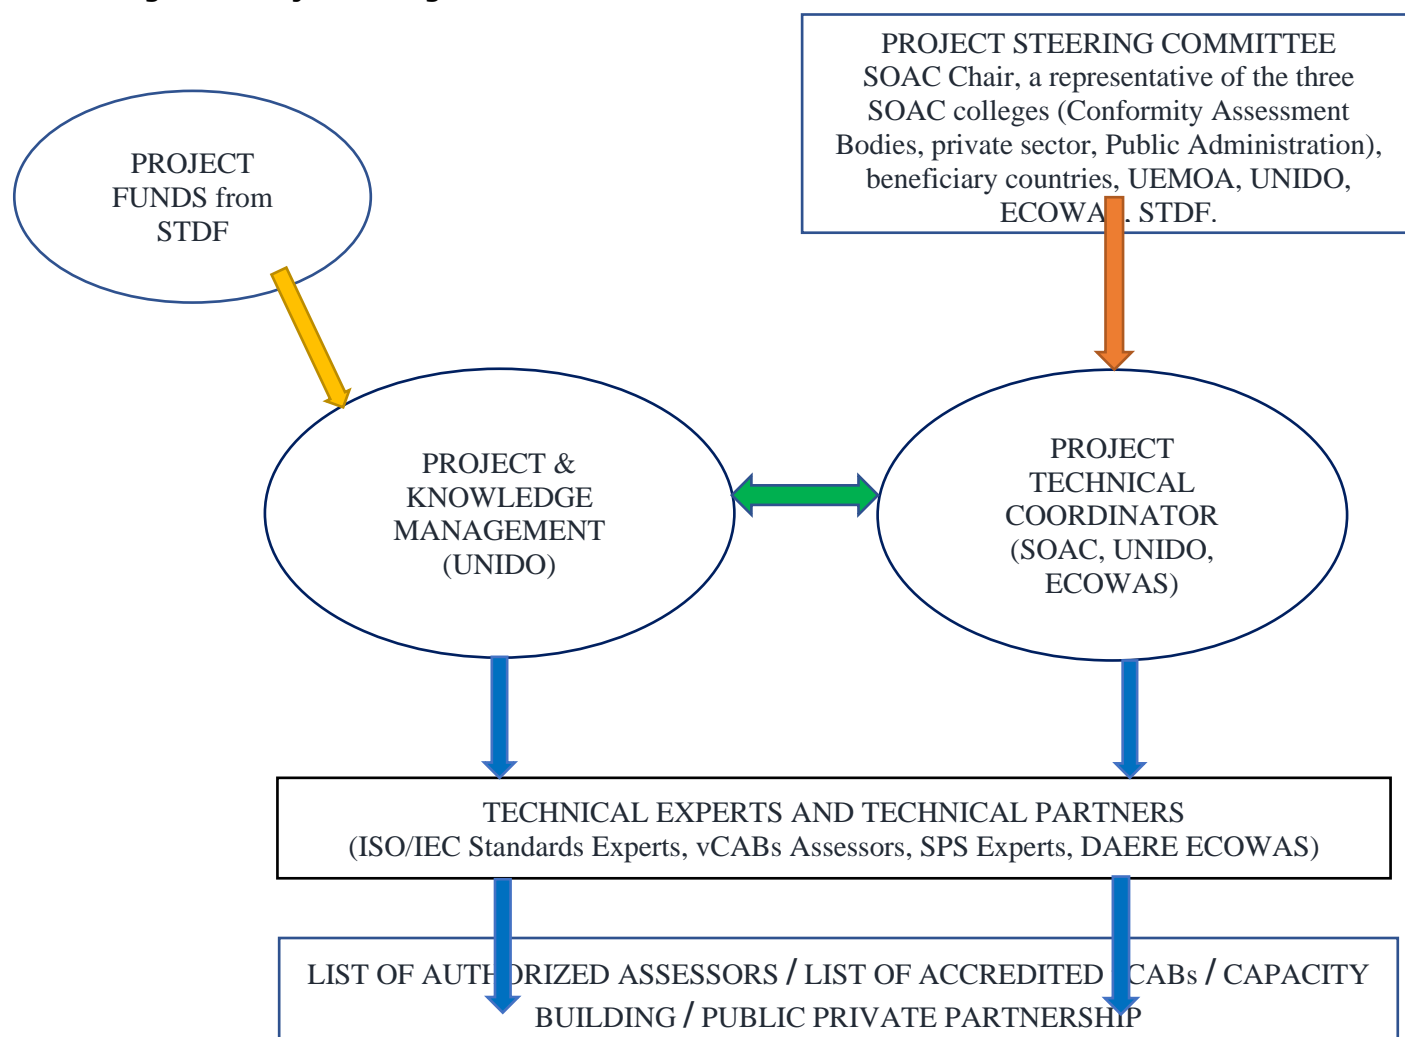 PROJECT STEERING COMMITTEE
SOAC Chair, a representative of the three
SOAC colleges (Conformity Assessment
Bodies, private sector, Public Administration),
beneficiary countries, UEMOA, UNIDO,
STDF.
PROJECT
FUNDS from
STDF
PROJECT &
KNOWLEDGE
MANAGEMENT
(UNIDO)
PROJECT
TECHNICAL
COORDINATOR
(SOAC, UNIDO,
ECOWAS)
TECHNICAL EXPERTS AND TECHNICAL PARTNERS
(ISO/IEC Standards Experts, vCABs Assessors, SPS Experts, DAERE ECOWAS)
LIST OF AUTHORIZED ASSESSORS / LIST OF ACCREDITED CABs / CAPACITY
BUILDING / PUBLIC PRIVATE PARTNERSHIP